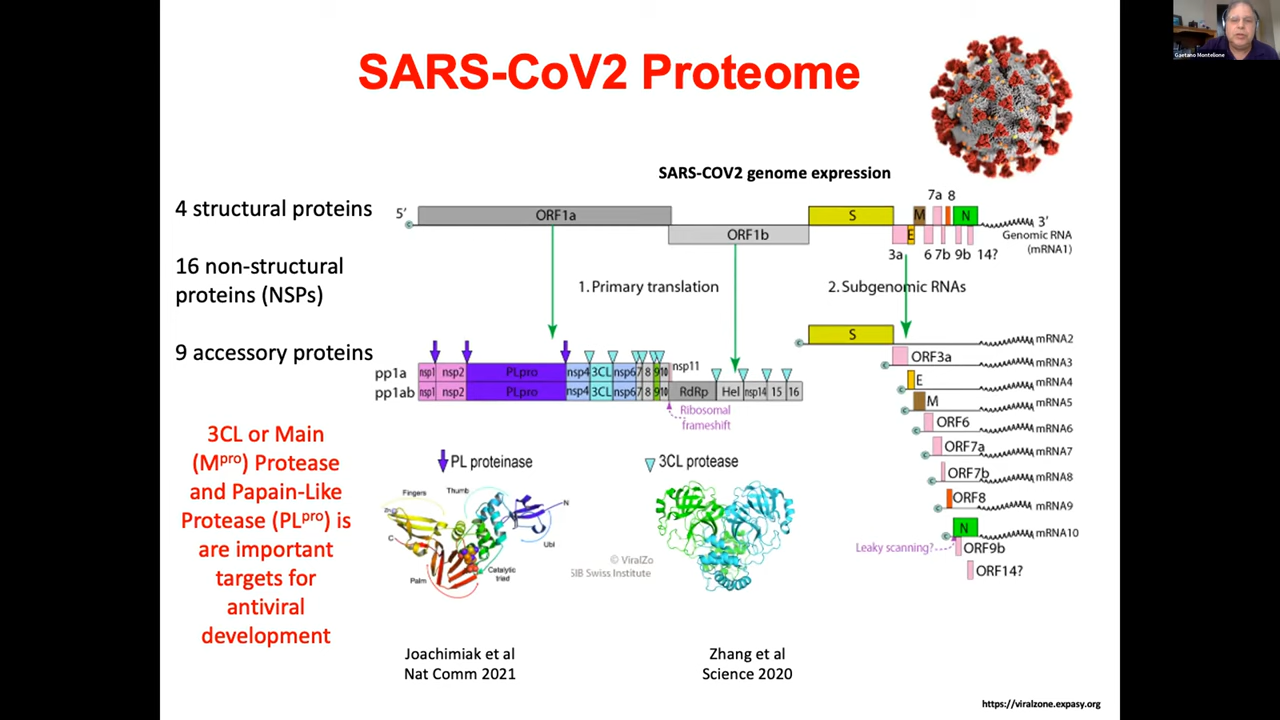 SARS-CoV2 Proteome
Gaetano Montelione
SARS-COV2 genome expression
4 structural proteins
16 non-structural
proteins (NSPs)
9 accessory proteins
3CL or Main
(Mpro) Protease
and Papain-Like
Protease (PLpro) is
are important
targets for
antiviral
development
7a 8
5′ ORF1a S M N 3′
ORF1b E
Genomic RNA
(mRNA1)
3a 6 7b 9b 14?
1. Primary translation
2. Subgenomic RNAs
S mRNA2
ORF3a mRNA3
E mRNA4
M mRNA5
ORF6 mRNA6
ORF7a mRNA7
ORF7b mRNA8
ORF8 mRNA9
N mRNA10
Leaky scanning? ORF9b
ORF14?
nsp11
pp1a nsp1 nsp2 PLpro nsp4 3CL nsp6 7 8 9 10
pp1ab nsp1 nsp2 PLpro nsp4 3CL nsp6 7 8 9 10 RdRp Hel nsp14 15 16
Ribosomal
frameshift
PL proteinase
3CL protease
Fingers
Thumb
N
Zn
C
Ubl
Catalytic
triad
Palm
© ViralZo
SIB Swiss Institute
Joachimiak et al
Nat Comm 2021
Zhang et al
Science 2020
https://viralzone.expasy.org